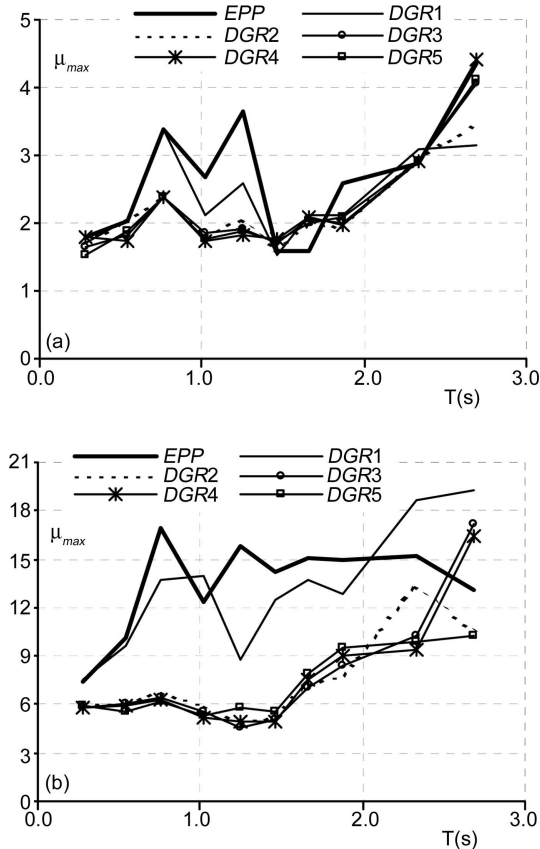 5
EPP
DGR1
DGR2
DGR3
μmax
DGR4
DGR5
4
3
2
1
(a)
0
0.0
1.0
2.0
3.0
T(s)
EPP
DGR1
21
DGR2
DGR3
DGR4
DGR5
18
μmax
15
12
9
6
3
(b)
0
0.0
1.0
2.0
3.0
T(s)